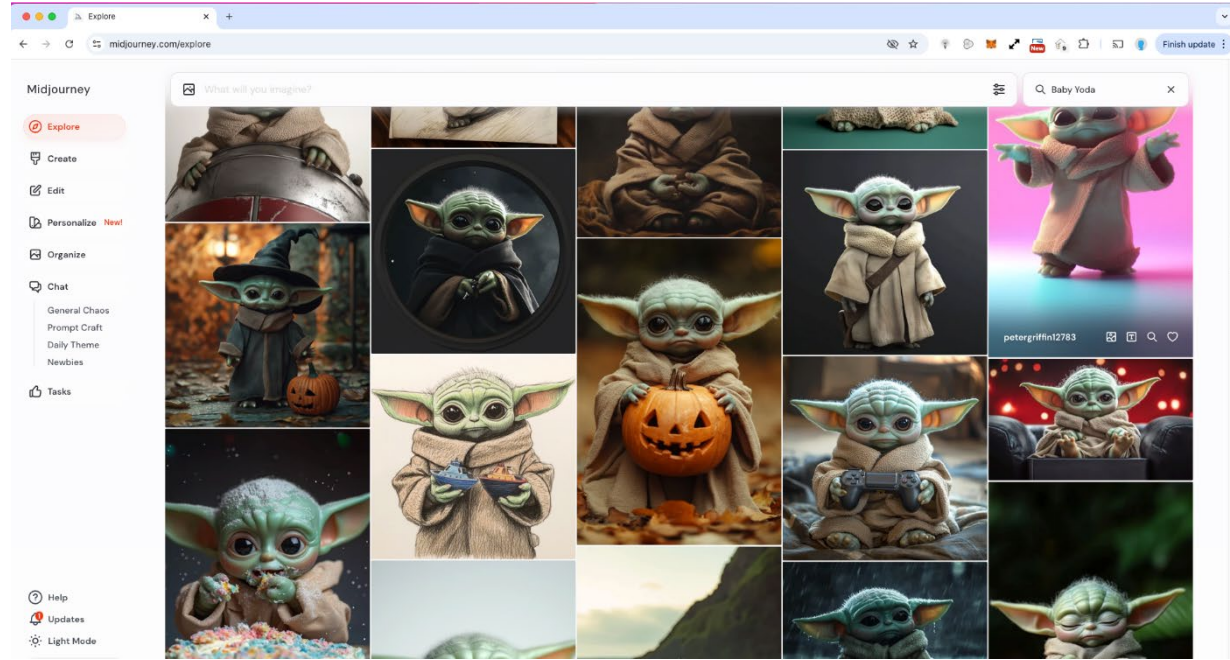 Explore
midjourney.com/explore
New
Finish update
Midjourney
What will you imagine?
Baby Yoda
Explore
Create
Edit
Personalize New!
Organize
Chat
General Chaos
Prompt Craft
Daily Theme
Newbies
Tasks
petergriffin12783
Help
Updates
Light Mode